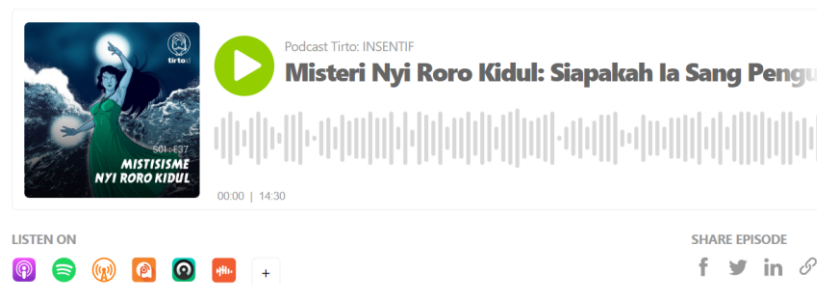 tirto.id
S01:E37
MISTISISME
NYI RORO KIDUL
Podcast Tirto: INSENTIF
Misteri Nyi Roro Kidul: Siapakah Ia Sang Pengu
00:00 | 14:30
LISTEN ON
SHARE EPISODE
+